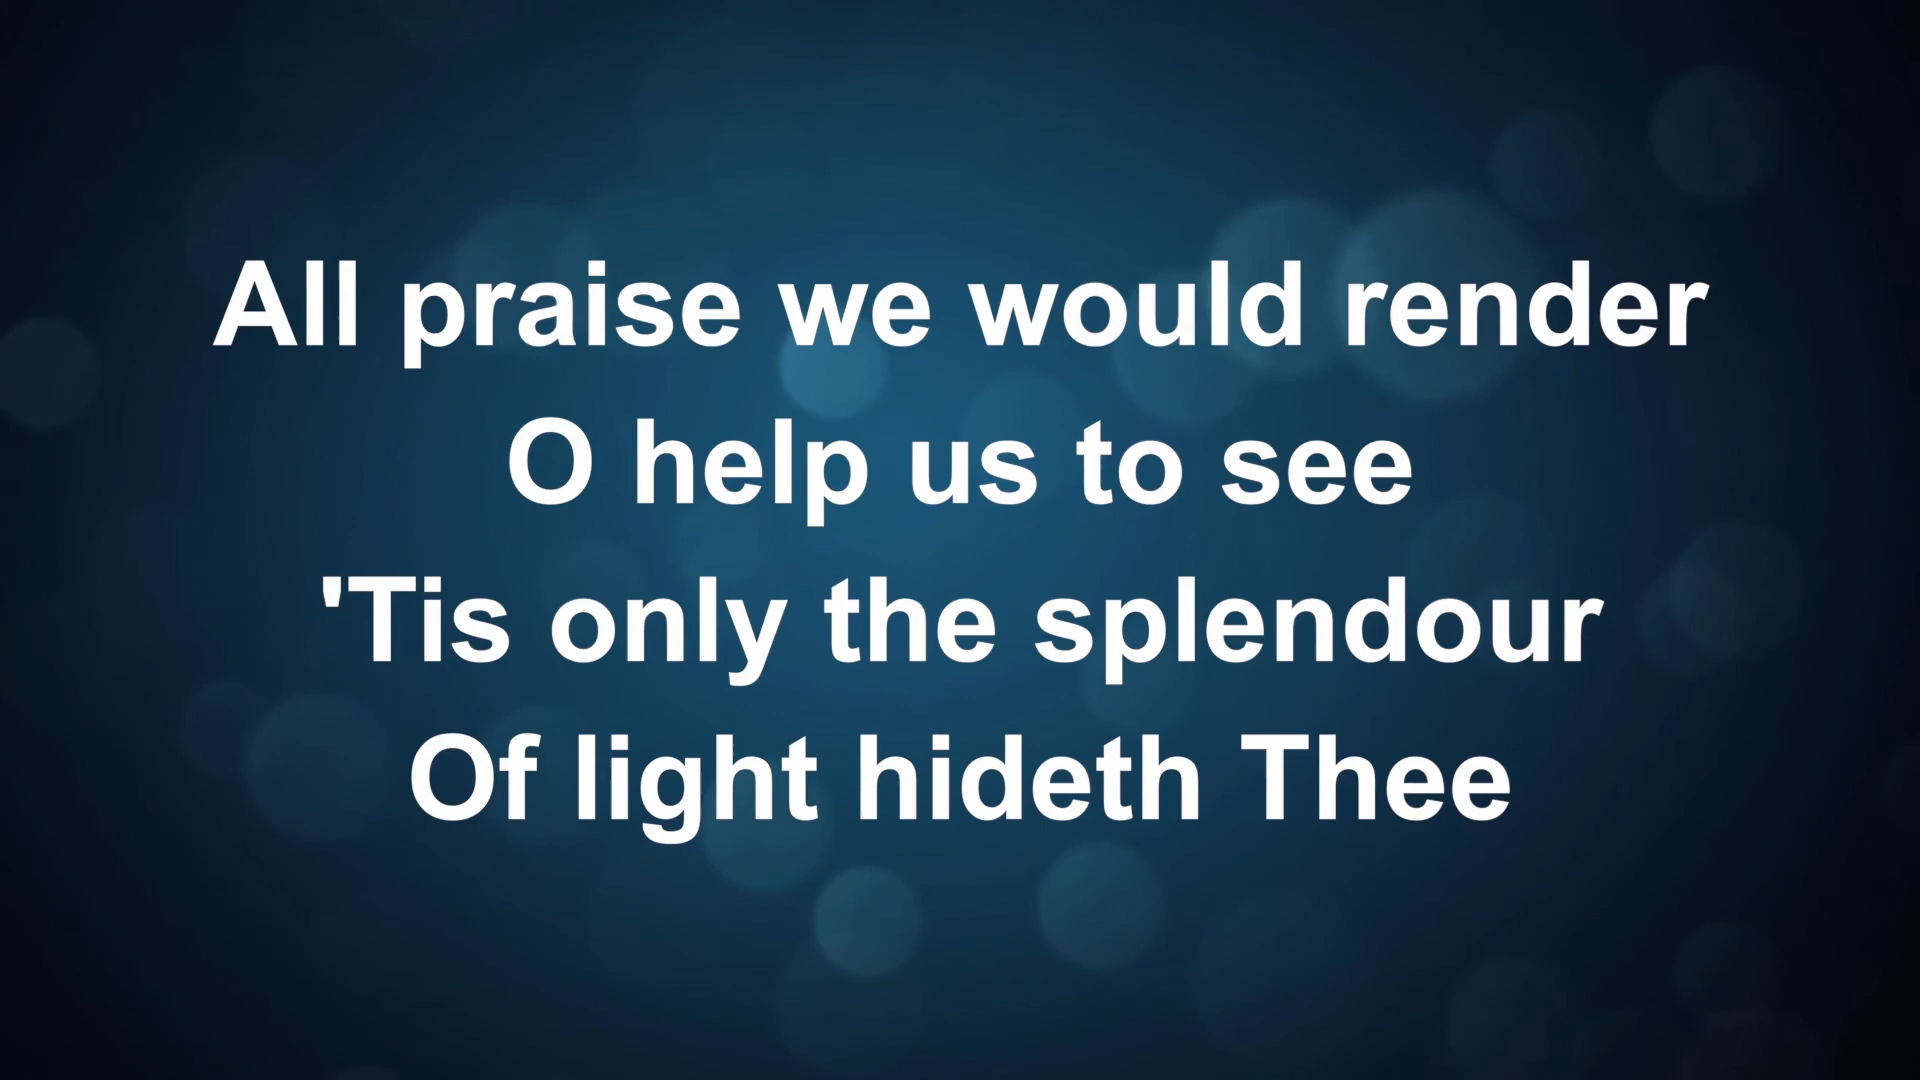 All praise we would render
O help us to see
'Tis only the splendour
Of light hideth Thee